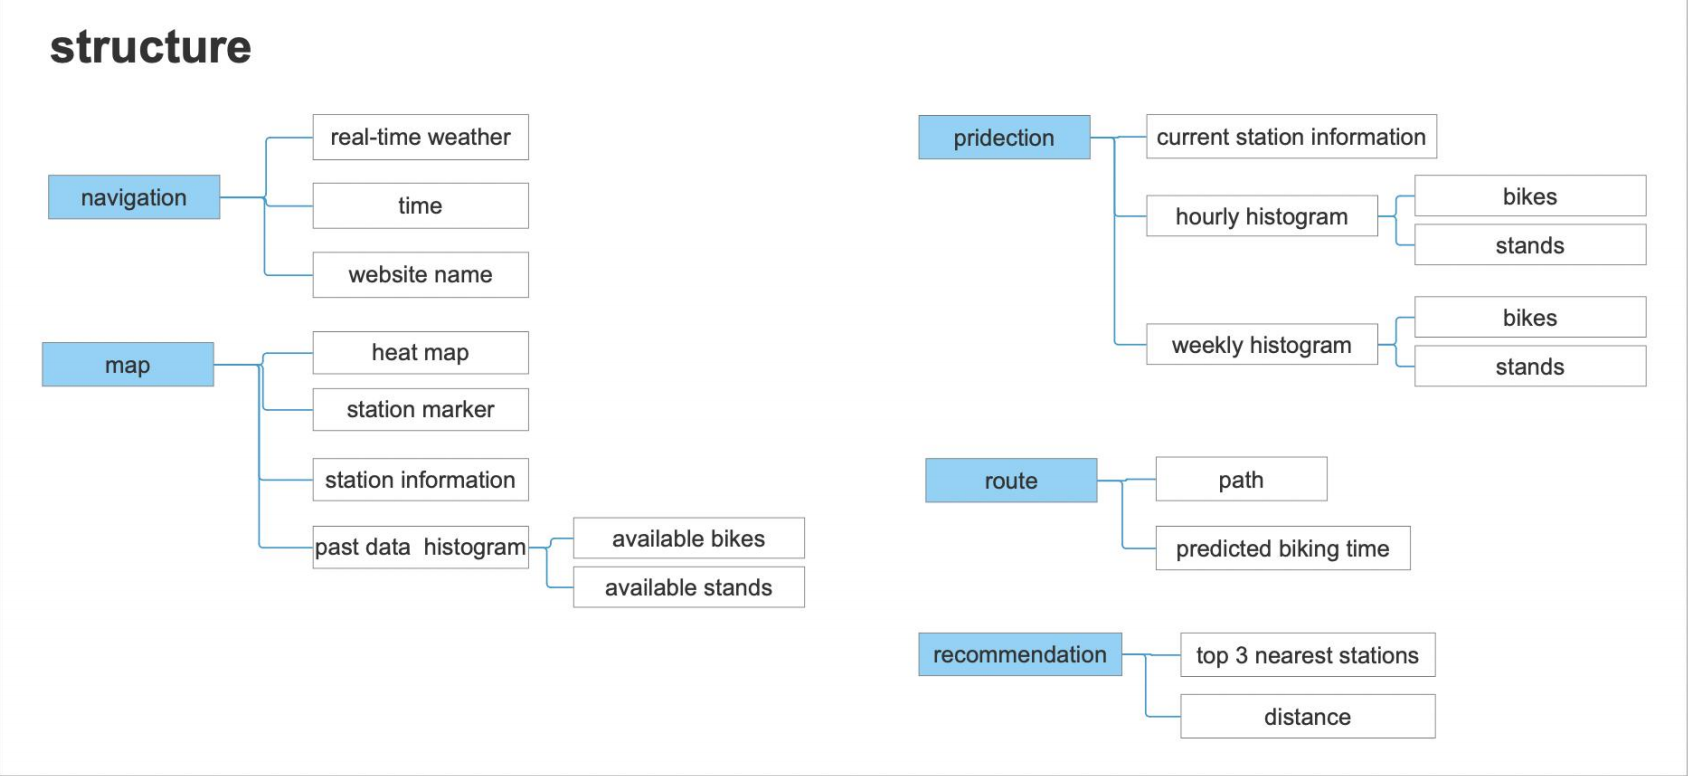 structure
navigation
real-time weather
time
website name
map
heat map
station marker
station information
past data  histogram
available bikes
available stands
pridection
current station information
hourly histogram
bikes
stands
weekly histogram
bikes
stands
route
path
predicted biking time
recommendation
top 3 nearest stations
distance